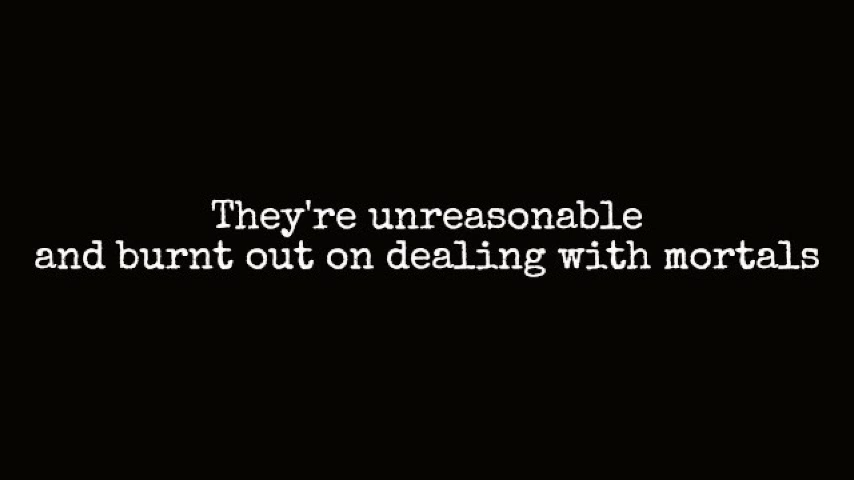 They're unreasonable
and burnt out on dealing with mortals